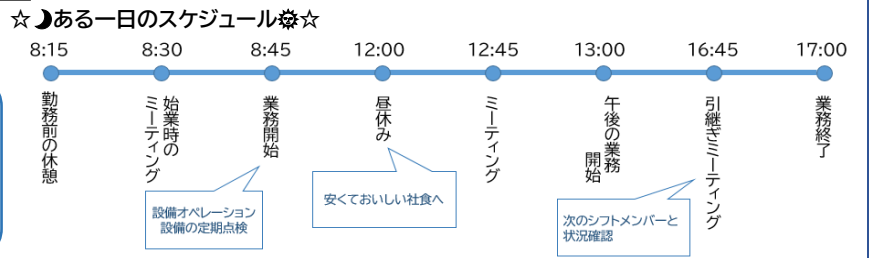 ☆🌙ある一日のスケジュール🌞☆
8:15
8:30
8:45
12:00
12:45
13:00
16:45
17:00
勤務前の休憩
始業時の
ミーティング
業務開始
昼休み
ミーティング
午後の業務
開始
引継ぎミーティング
業務終了
設備オペレーション
設備の定期点検
安くておいしい社食へ
次のシフトメンバーと
状況確認